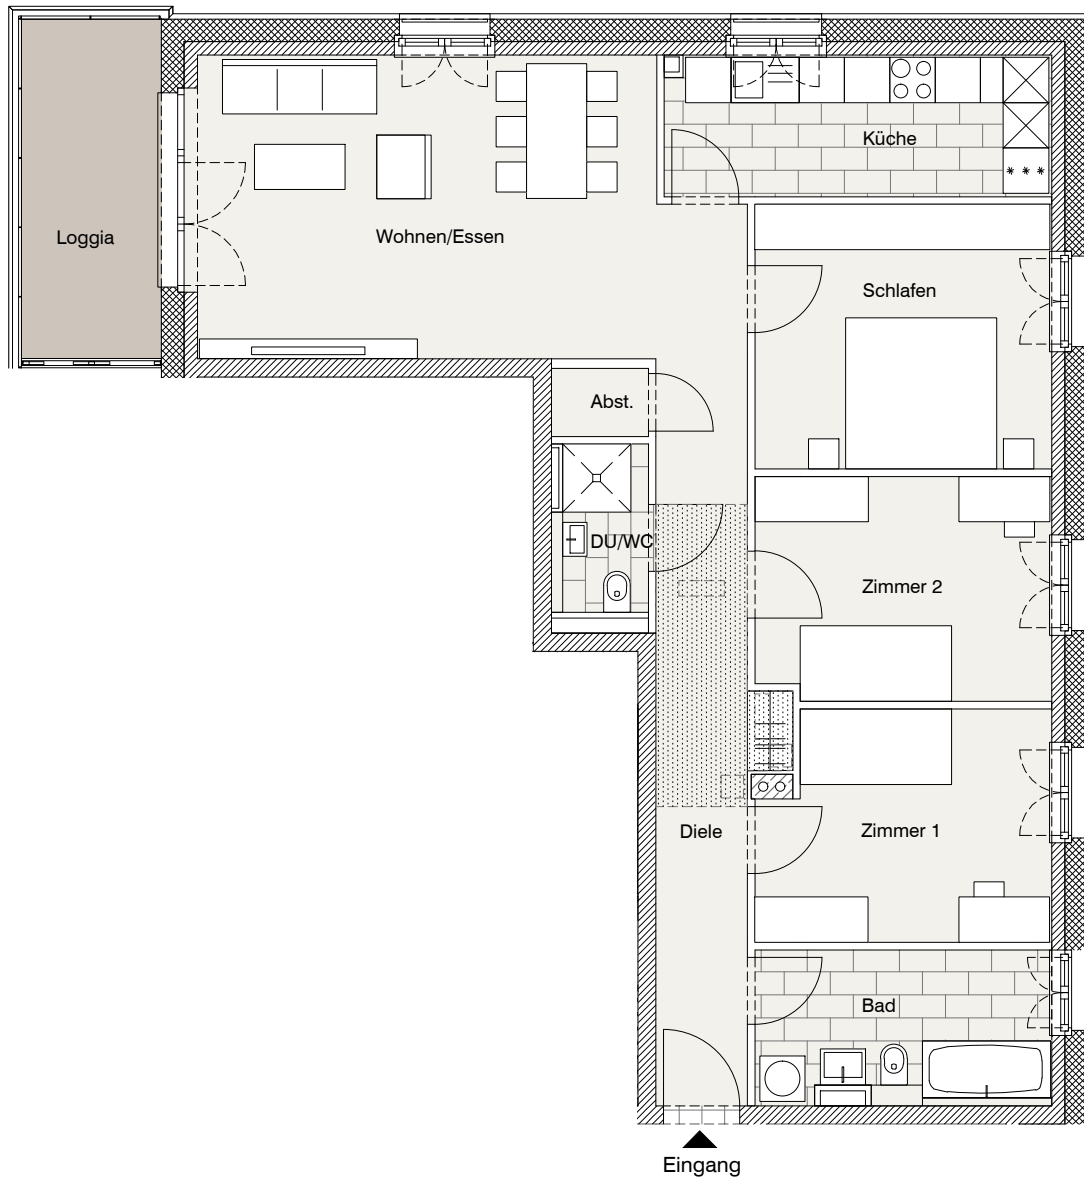 Küche
Loggia
Wohnen/Essen
Schlafen
Abst.
DU/WC
Zimmer 2
Diele
Zimmer 1
Bad
Eingang